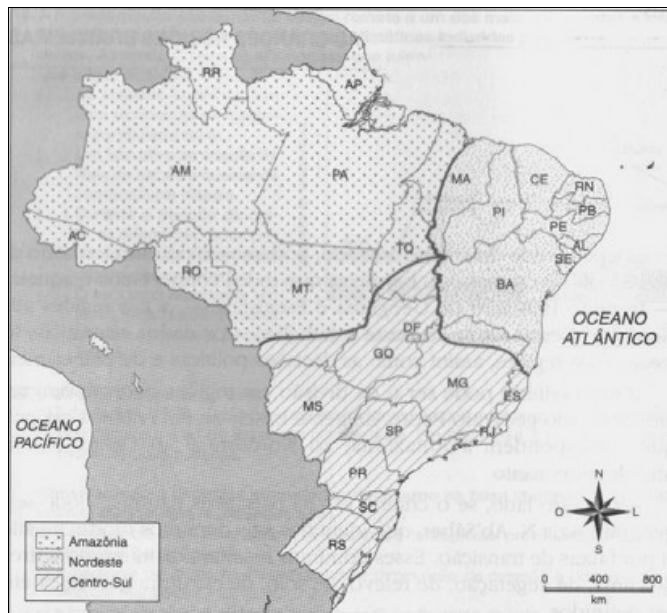 RR
AP
AM
PA
MA
CE
RN
PB
PI
PE
AL
SE
AC
TO
RO
BA
MT
DF
GO
OCEANO
ATLÂNTICO
MG
ES
MS
SP
RJ
OCEANO
PACÍFICO
PR
SC
RS
N
O
L
S
Amazônia
Nordeste
Centro-Sul
0 400 800
km